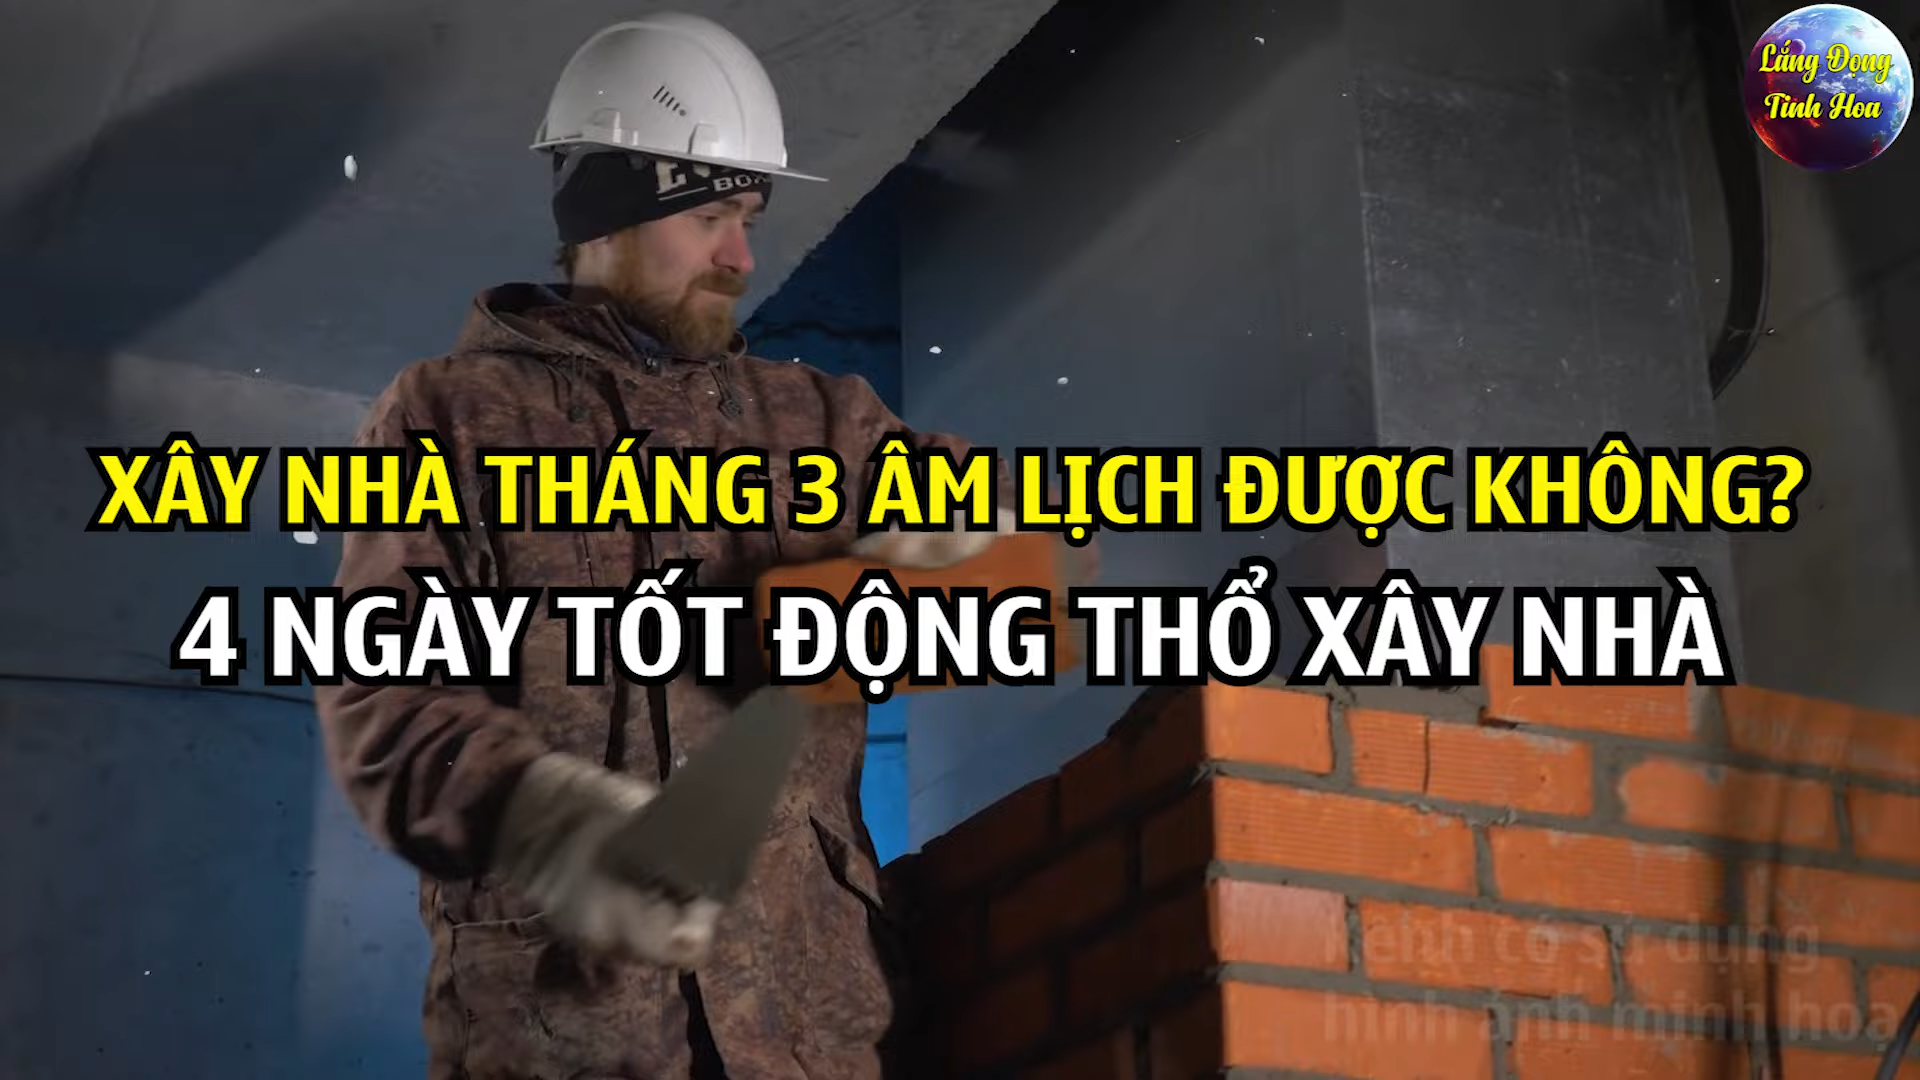 Lắng Đọng
Tinh Hoa
BOX
XÂY NHÀ THÁNG 3 ÂM LỊCH ĐƯỢC KHÔNG?
4 NGÀY TỐT ĐỘNG THỔ XÂY NHÀ
Kênh có sử dụng
hình ảnh minh hoạ